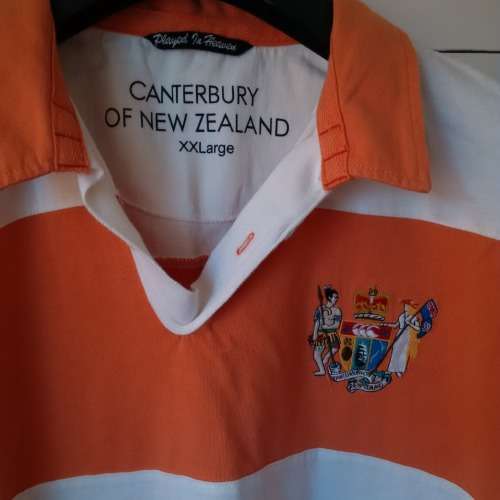 Played In Heaven
CANTERBURY
OF NEW ZEALAND
XXLarge